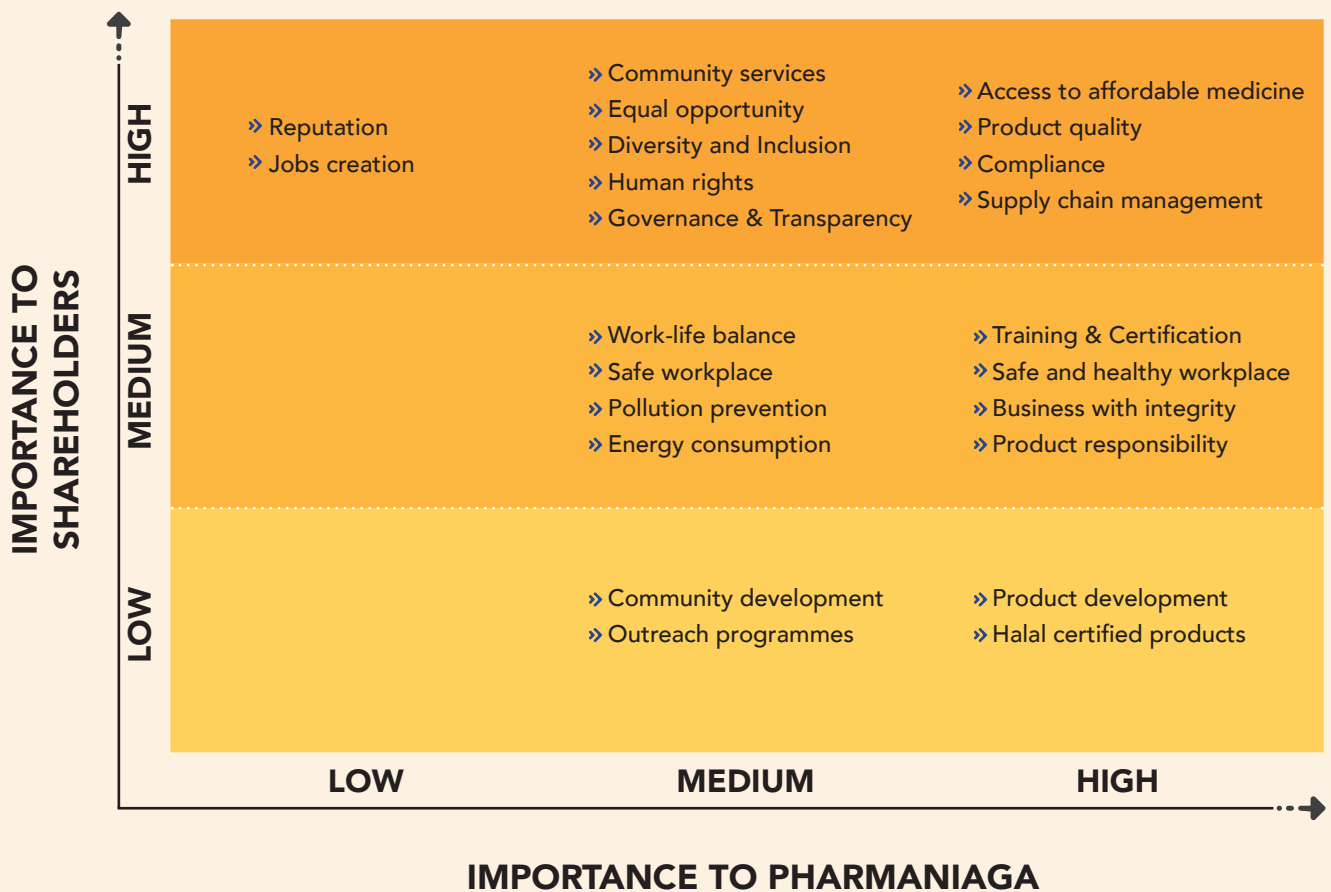 IMPORTANCE TO
SHAREHOLDERS
HIGH
» Reputation
» Jobs creation
» Community services
» Equal opportunity
» Diversity and Inclusion
» Human rights
» Governance & Transparency
» Access to affordable medicine
» Product quality
» Compliance
» Supply chain management
MEDIUM
» Work-life balance
» Safe workplace
» Pollution prevention
» Energy consumption
» Training & Certification
» Safe and healthy workplace
» Business with integrity
» Product responsibility
LOW
» Community development
» Outreach programmes
» Product development
» Halal certified products
LOW
MEDIUM
HIGH
IMPORTANCE TO PHARMANIAGA